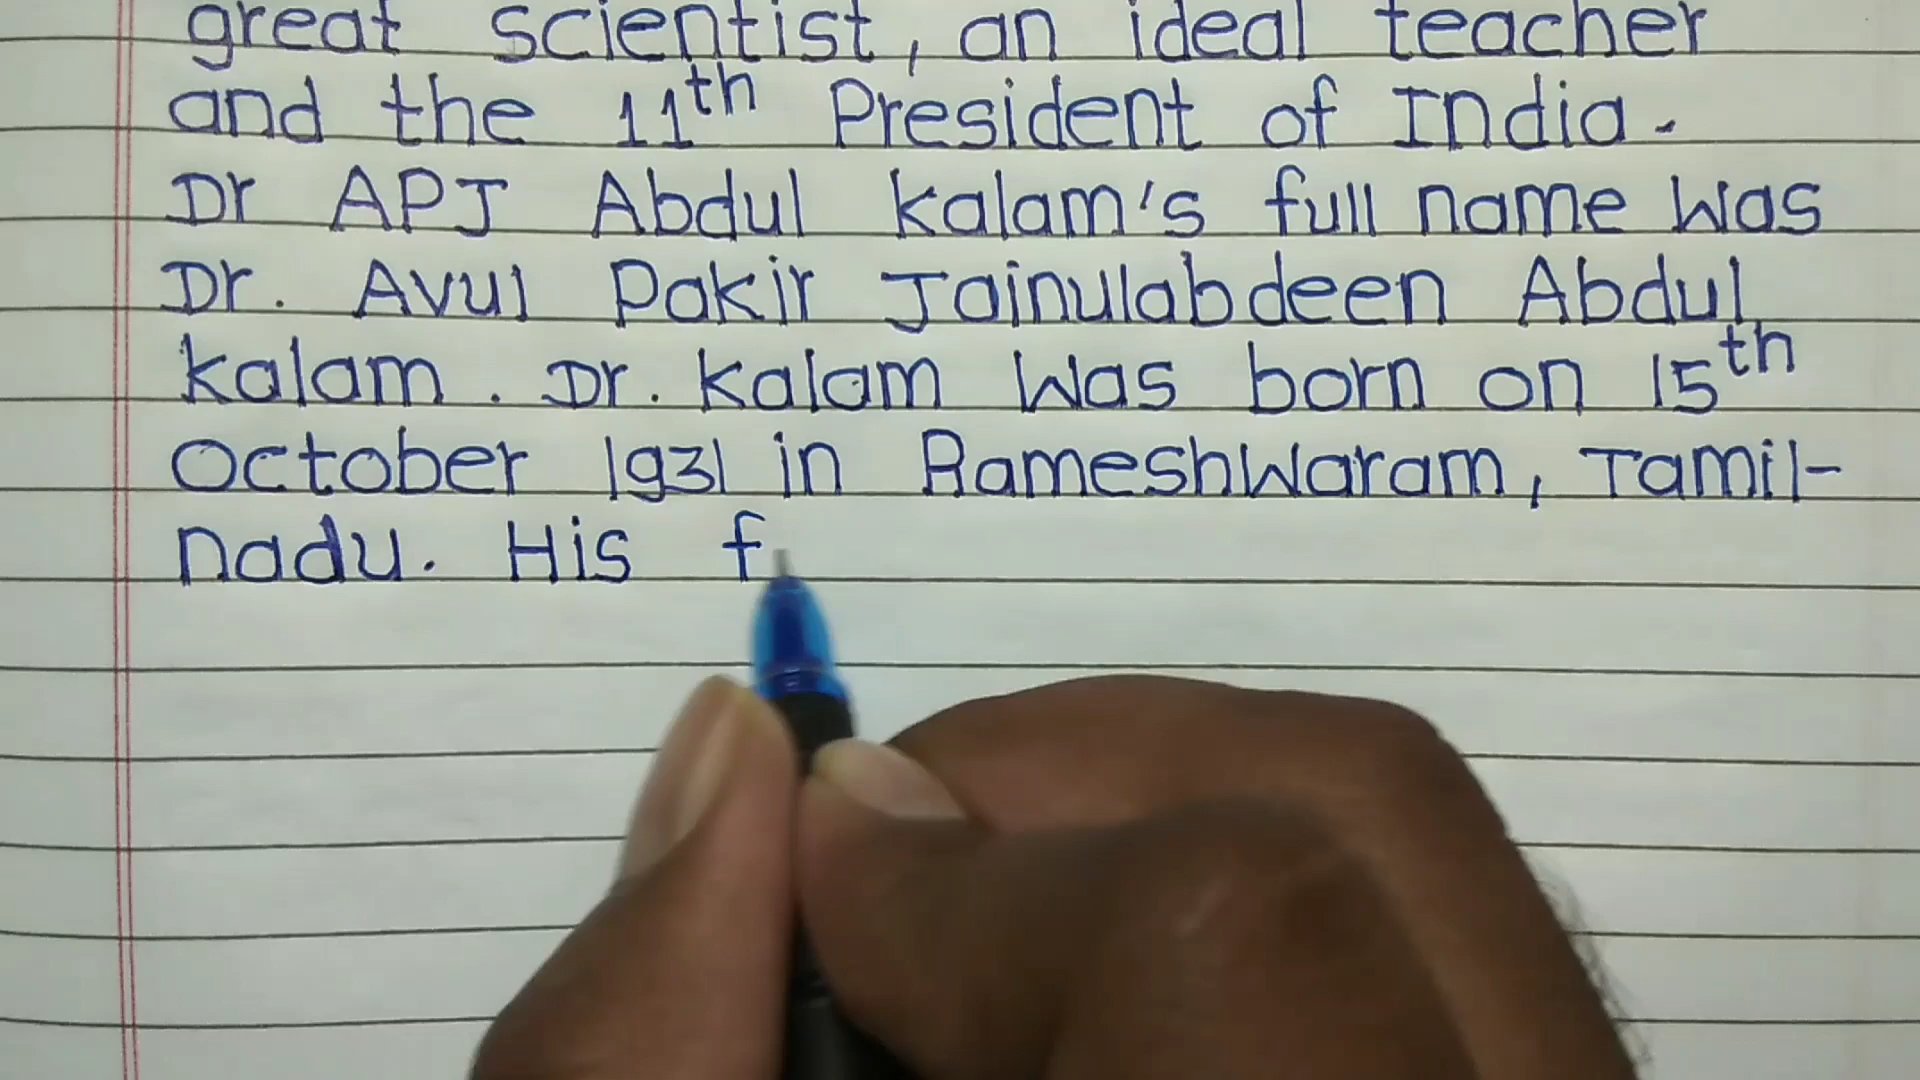 great scientist, an ideal teacher
and the 11th President of India.
Dr APJ Abdul Kalam's full name was
Dr. Avul Pakir Jainulabdeen Abdul
Kalam. Dr. Kalam was born on 15th
October 1931 in Rameshwaram, Tamil-
nadu. His f